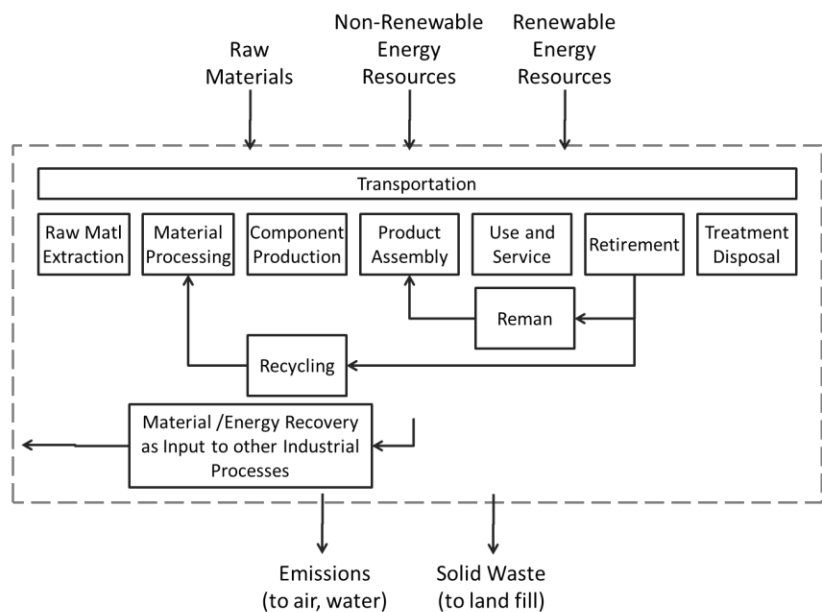 Raw
Materials
Non-Renewable
Energy
Resources
Renewable
Energy
Resources
Transportation
Raw Matl
Extraction
Material
Processing
Component
Production
Product
Assembly
Use and
Service
Retirement
Treatment
Disposal
Reman
Recycling
Material /Energy Recovery
as Input to other Industrial
Processes
Emissions
(to air, water)
Solid Waste
(to land fill)